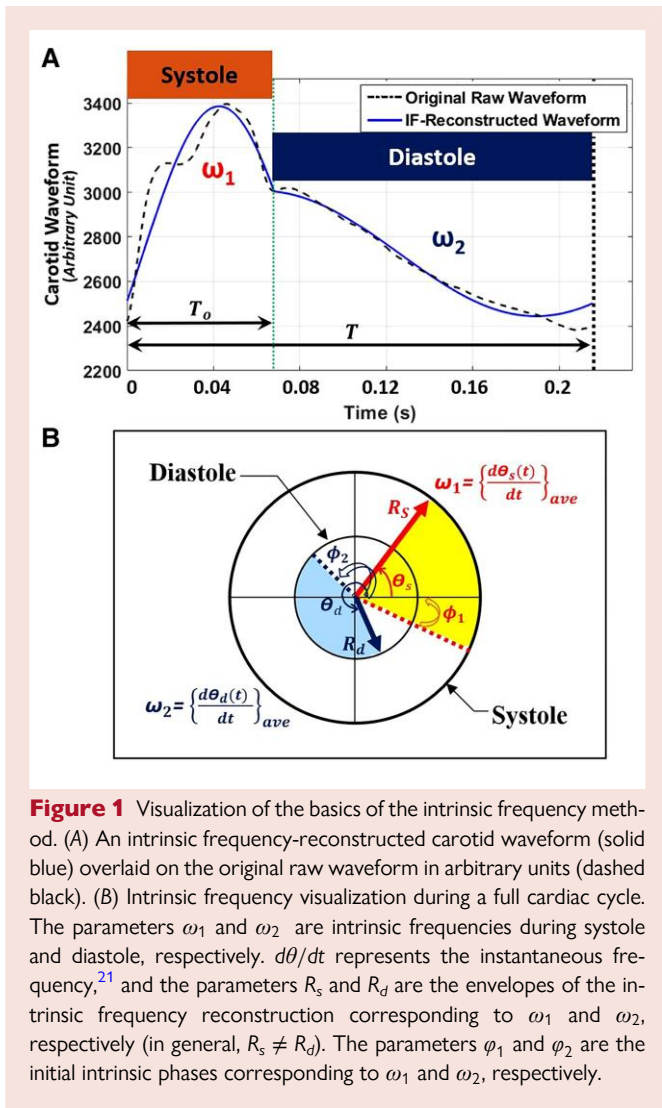 A
Systole
Original Raw Waveform
IF-Reconstructed Waveform
Diastole
ω1
ω2
Carotid Waveform
(Arbitrary Unit)
3400
3200
3000
2800
2600
2400
2200
To
T
0 0.04 0.08 0.12 0.16 0.2
Time (s)
B
Diastole
ω1= {dθs(t)/dt}ave
RS
ϕ2
θs
θd
ϕ1
Rd
ω2= {dθd(t)/dt}ave
Systole
Figure 1 Visualization of the basics of the intrinsic frequency meth-
od. (A) An intrinsic frequency-reconstructed carotid waveform (solid
blue) overlaid on the original raw waveform in arbitrary units (dashed
black). (B) Intrinsic frequency visualization during a full cardiac cycle.
The parameters ω1 and ω2 are intrinsic frequencies during systole
and diastole, respectively. dθ/dt represents the instantaneous fre-
quency,21 and the parameters Rs and Rd are the envelopes of the in-
trinsic frequency reconstruction corresponding to ω1 and ω2,
respectively (in general, Rs ≠ Rd). The parameters φ1 and φ2 are the
initial intrinsic phases corresponding to ω1 and ω2, respectively.